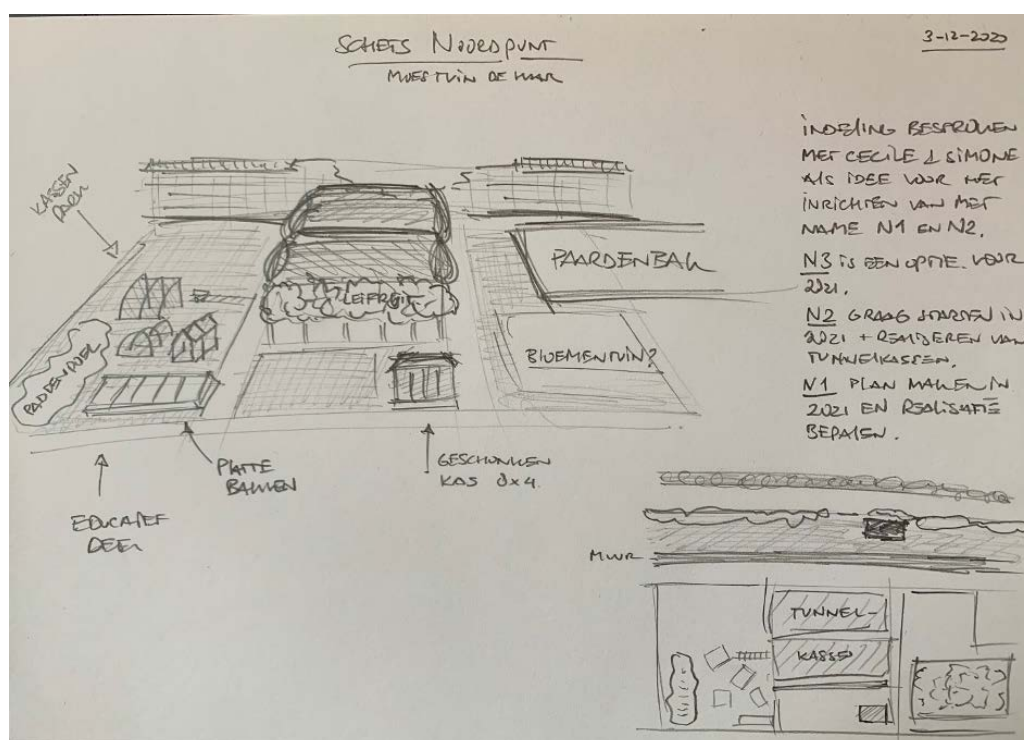 SCHETS NOORDPUNT
MOESTUIN DE HAAR
3-12-2020
INDELING BESPROKEN
MET CECILE & SIMONE
ALS IDEE VOOR HET
INRICHTEN VAN MET
NAME N1 EN N2.
N3 IS EEN OPTIE VOOR
2021.
N2 GRAAG STARTEN IN
2021 + REALISEREN VAN
TUNNELKASSEN.
N1 PLAN MAKEN IN
2021 EN REALISATIE
BEPALEN.
KASSEN
PARK
PAARDENBAK
LEIFRUIT
BLOEMENTUIN?
PADDENPOEL
PLATTE
BAKKEN
GESCHONKEN
KAS 8x4
EDUCATIEF
DEEL
MUUR
TUNNEL-
KASSEN